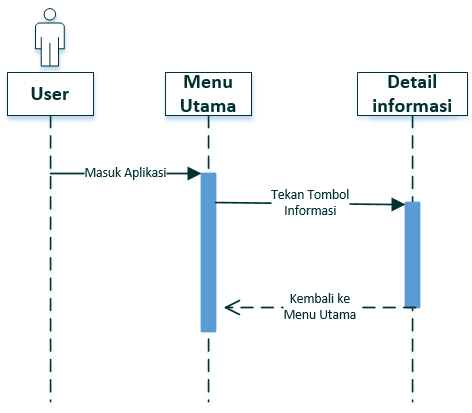 User
Menu
Utama
Detail
informasi
Masuk Aplikasi
Tekan Tombol
Informasi
Kembali ke
Menu Utama